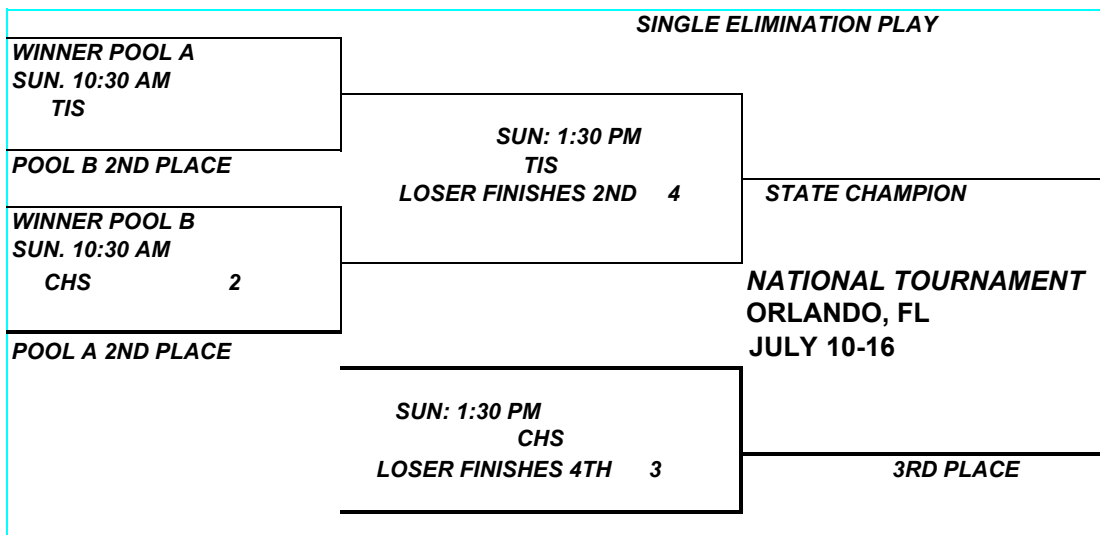 SINGLE ELIMINATION PLAY
WINNER POOL A
SUN. 10:30 AM
TIS
POOL B 2ND PLACE
SUN: 1:30 PM
TIS
LOSER FINISHES 2ND 4
STATE CHAMPION
WINNER POOL B
SUN. 10:30 AM
CHS 2
POOL A 2ND PLACE
NATIONAL TOURNAMENT
ORLANDO, FL
JULY 10-16
SUN: 1:30 PM
CHS
LOSER FINISHES 4TH 3
3RD PLACE